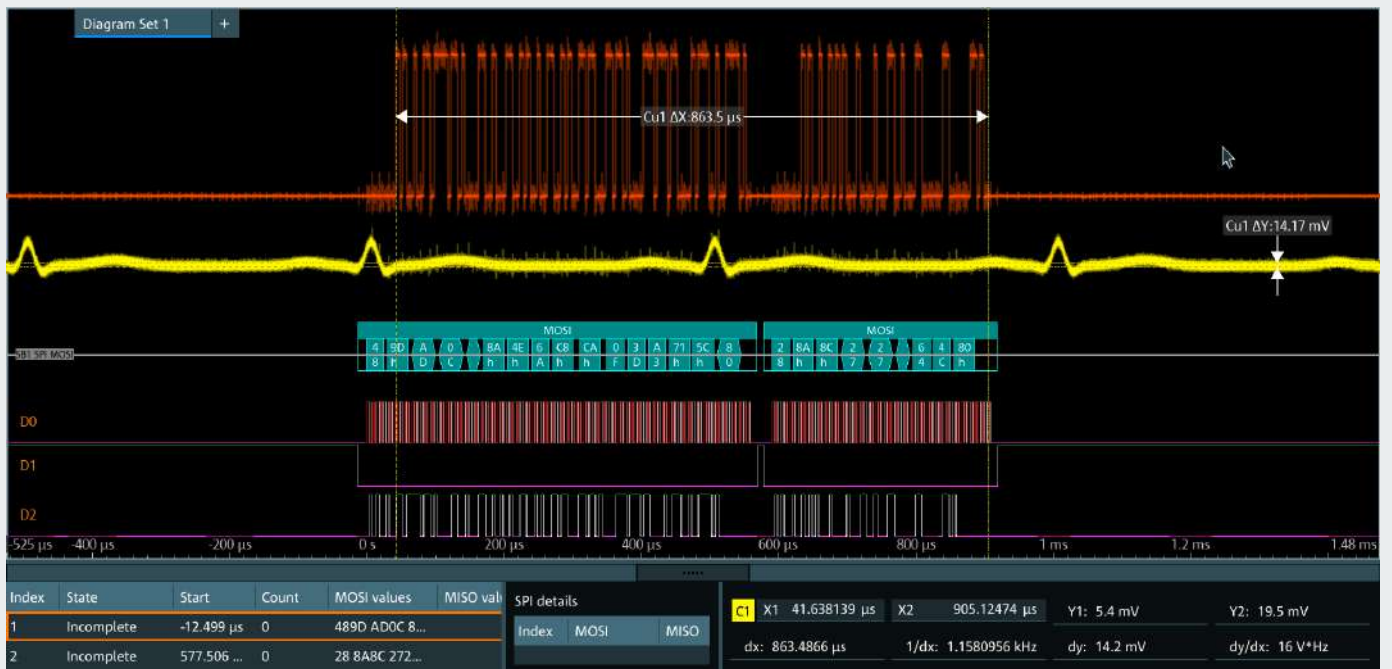 Diagram Set 1 +
Cu1 ΔX:863.5 µs
Cu1 ΔY:14.17 mV
MOSI MOSI
SB1 SPI MOSI
4 9D A 0 8A 4E 6 C8 CA 0 3 A 71 5C 8 2 8A 8C 2 2 6 4 80
8 h D C h h A h h F D 3 h h 0 8 h h 7 7 4 C h
D0
D1
D2
-525 µs -400 µs -200 µs 0 s 200 µs 400 µs 600 µs 800 µs 1 ms 1.2 ms 1.48 ms
Index State Start Count MOSI values MISO valu
1 Incomplete -12.499 µs 0 489D AD0C 8...
2 Incomplete 577.506 ... 0 28 8A8C 272...
SPI details
Index MOSI MISO
C1 X1 41.638139 µs X2 905.12474 µs Y1: 5.4 mV Y2: 19.5 mV
dx: 863.4866 µs 1/dx: 1.1580956 kHz dy: 14.2 mV dy/dx: 16 V*Hz